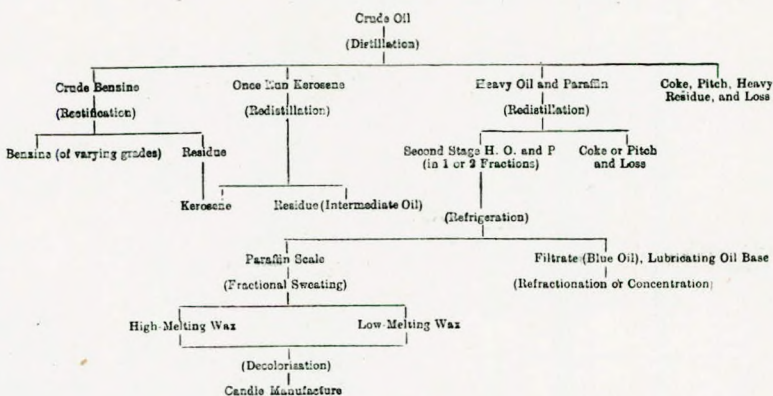 Crude Oil
(Distillation)
Crude Benzine Once Run Kerosene Heavy Oil and Paraffin Coke, Pitch, Heavy
Residue, and Loss
(Rectification) (Redistillation) (Redistillation)
Benzine (of varying grades) Residue Second Stage H. O. and P Coke or Pitch
(in 1 or 2 Fractions) and Loss
Kerosene Residue (Intermediate Oil)
(Refrigeration)
Paraffin Scale Filtrate (Blue Oil), Lubricating Oil Base
(Fractional Sweating) (Refractionation or Concentration)
High-Melting Wax Low-Melting Wax
(Decolorisation)
Candle Manufacture